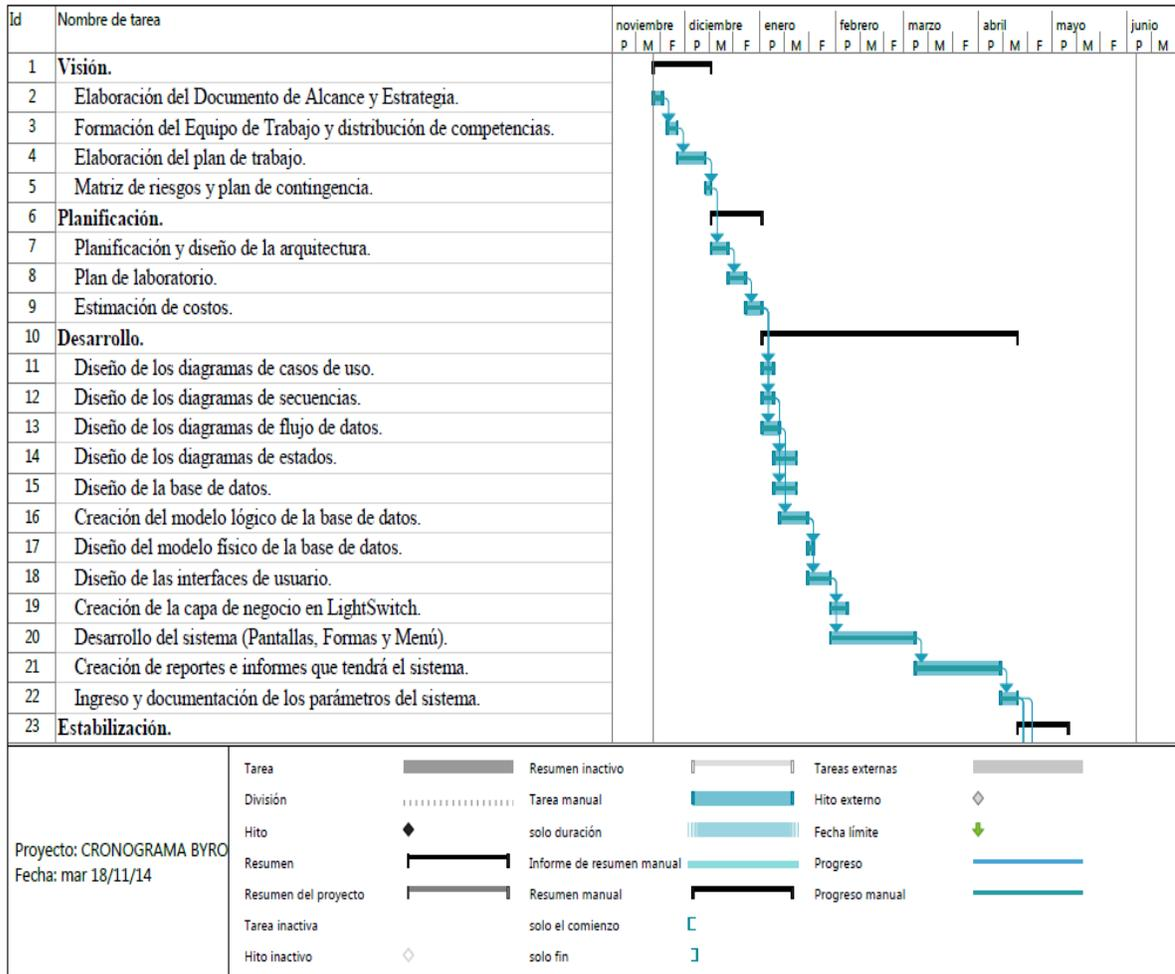 Id Nombre de tarea noviembre diciembre enero febrero marzo abril mayo junio
P M F P M F P M F P M F P M F P M F P M F P M
1 Visión.
2 Elaboración del Documento de Alcance y Estrategia.
3 Formación del Equipo de Trabajo y distribución de competencias.
4 Elaboración del plan de trabajo.
5 Matriz de riesgos y plan de contingencia.
6 Planificación.
7 Planificación y diseño de la arquitectura.
8 Plan de laboratorio.
9 Estimación de costos.
10 Desarrollo.
11 Diseño de los diagramas de casos de uso.
12 Diseño de los diagramas de secuencias.
13 Diseño de los diagramas de flujo de datos.
14 Diseño de los diagramas de estados.
15 Diseño de la base de datos.
16 Creación del modelo lógico de la base de datos.
17 Diseño del modelo físico de la base de datos.
18 Diseño de las interfaces de usuario.
19 Creación de la capa de negocio en LightSwitch.
20 Desarrollo del sistema (Pantallas, Formas y Menú).
21 Creación de reportes e informes que tendrá el sistema.
22 Ingreso y documentación de los parámetros del sistema.
23 Estabilización.
Proyecto: CRONOGRAMA BYRO
Fecha: mar 18/11/14
Tarea
División
Hito
Resumen
Resumen del proyecto
Tarea inactiva
Hito inactivo
Resumen inactivo
Tarea manual
solo duración
Informe de resumen manual
Resumen manual
solo el comienzo
solo fin
Tareas externas
Hito externo
Fecha límite
Progreso
Progreso manual